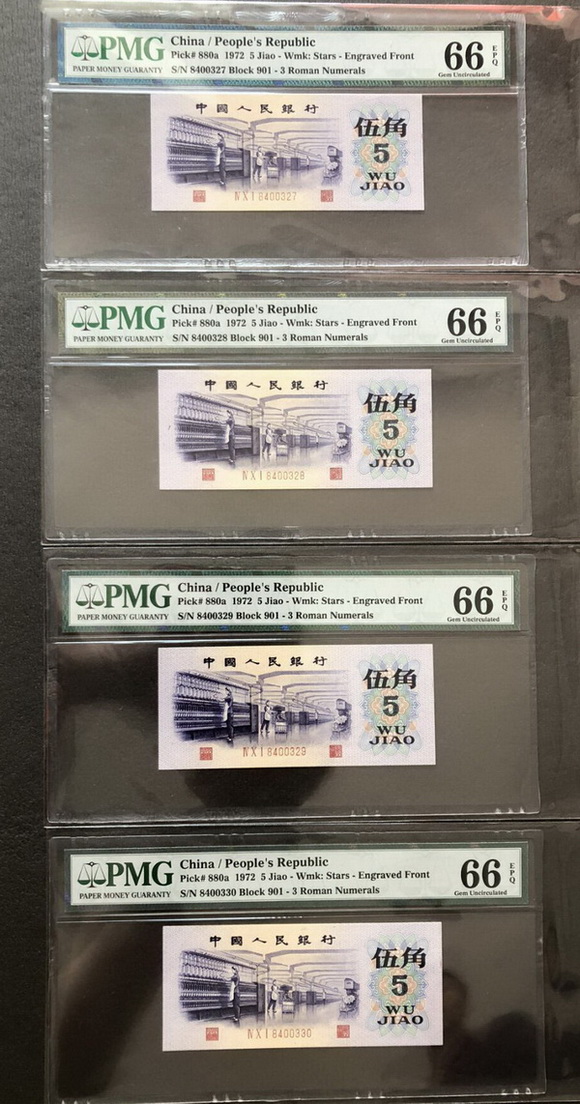 PMG
PAPER MONEY GUARANTY
China / People's Republic
Pick# 880a 1972 5 Jiao - Wmk: Stars - Engraved Front
S/N 8400327 Block 901 - 3 Roman Numerals
66 EPQ
Gem Uncirculated
中國人民銀行
伍角
5
WU
JIAO
IV X I 8400327
PMG
PAPER MONEY GUARANTY
China / People's Republic
Pick# 880a 1972 5 Jiao - Wmk: Stars - Engraved Front
S/N 8400328 Block 901 - 3 Roman Numerals
66 EPQ
Gem Uncirculated
中國人民銀行
伍角
5
WU
JIAO
IV X I 8400328
PMG
PAPER MONEY GUARANTY
China / People's Republic
Pick# 880a 1972 5 Jiao - Wmk: Stars - Engraved Front
S/N 8400329 Block 901 - 3 Roman Numerals
66 EPQ
Gem Uncirculated
中國人民銀行
伍角
5
WU
JIAO
IV X I 8400329
PMG
PAPER MONEY GUARANTY
China / People's Republic
Pick# 880a 1972 5 Jiao - Wmk: Stars - Engraved Front
S/N 8400330 Block 901 - 3 Roman Numerals
66 EPQ
Gem Uncirculated
中國人民銀行
伍角
5
WU
JIAO
IV X I 8400330